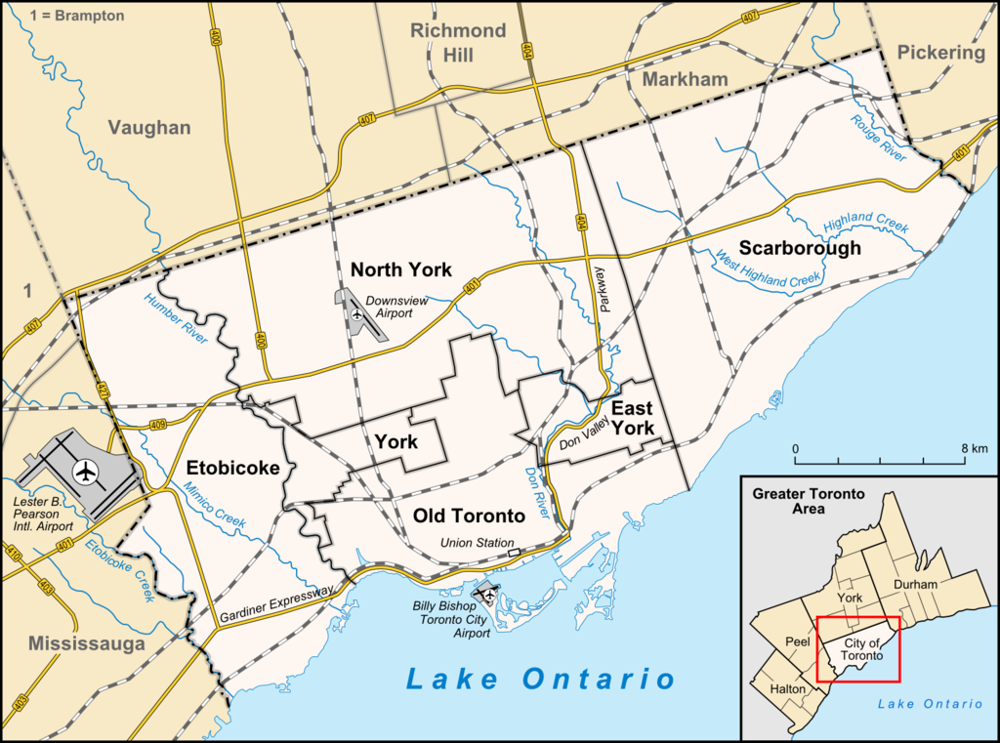 1 = Brampton
400
404
407
Richmond
Hill
Pickering
Markham
Vaughan
407
Rouge River
401
404
Highland Creek
Scarborough
West Highland Creek
North York
Parkway
401
1
Downsview
Airport
Humber River
407
400
427
East
York
409
York
Don Valley
0
8 km
Etobicoke
Mimico Creek
Don River
Lester B.
Pearson
Intl. Airport
Old Toronto
Union Station
401
410
Etobicoke Creek
403
Gardiner Expressway
Billy Bishop
Toronto City
Airport
Mississauga
Lake Ontario
403
Greater Toronto
Area
Durham
York
Peel
City of
Toronto
Halton
Lake Ontario